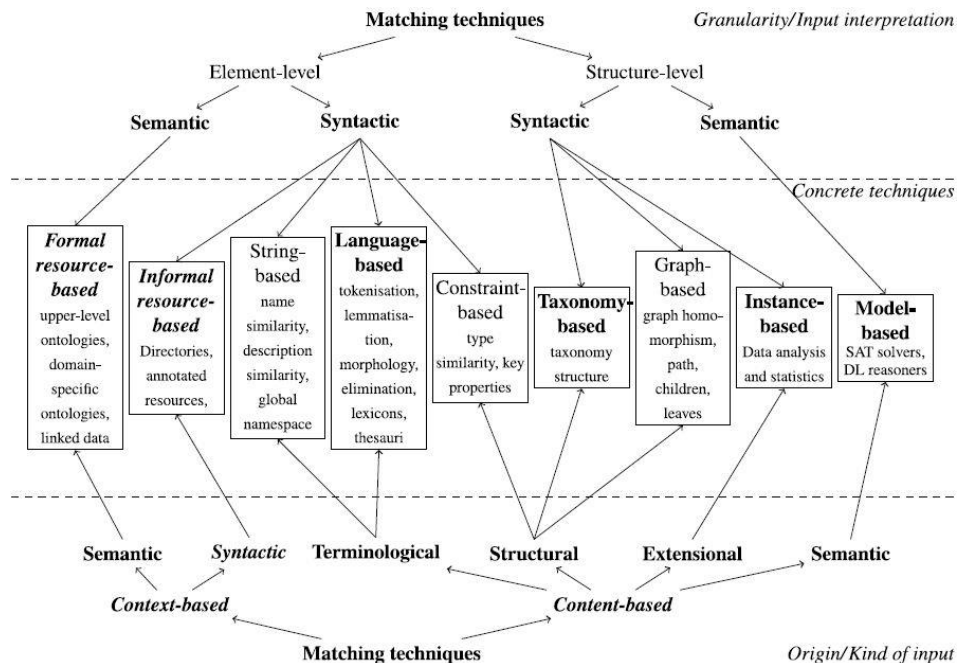 Matching techniques
Granularity/Input interpretation
Element-level
Structure-level
Semantic
Syntactic
Syntactic
Semantic
Concrete techniques
Formal
resource-
based
upper-level
ontologies,
domain-
specific
ontologies,
linked data
Informal
resource-
based
Directories,
annotated
resources,
String-
based
name
similarity,
description
similarity,
global
namespace
Language-
based
tokenisation,
lemmatisa-
tion,
morphology,
elimination,
lexicons,
thesauri
Constraint-
based
type
similarity, key
properties
Taxonomy-
based
taxonomy
structure
Graph-
based
graph homo-
morphism,
path,
children,
leaves
Instance-
based
Data analysis
and statistics
Model-
based
SAT solvers,
DL reasoners
Semantic
Syntactic
Terminological
Structural
Extensional
Semantic
Context-based
Content-based
Matching techniques
Origin/Kind of input